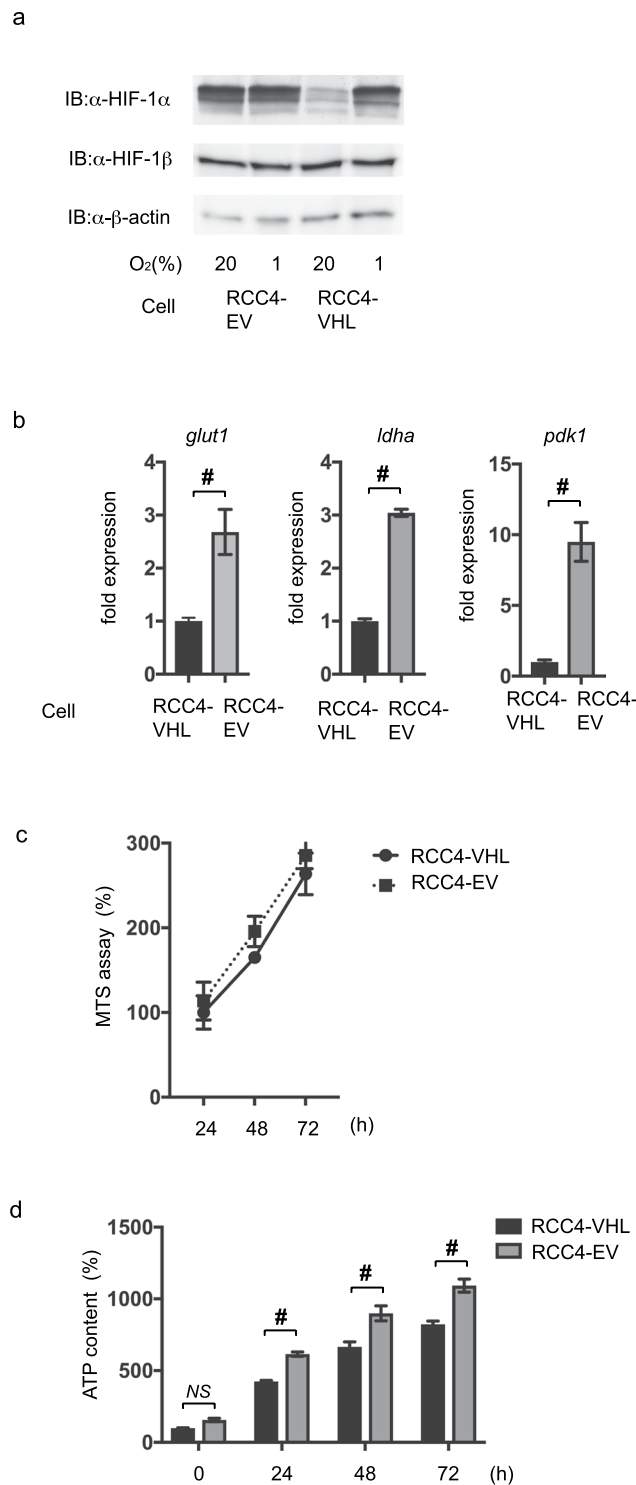 a
IB:α-HIF-1α
IB:α-HIF-1β
IB:α-β-actin
O₂(%) 20 1 20 1
Cell RCC4-EV RCC4-VHL
b
glut1 ldha pdk1
fold expression
4
3
2
1
0
#
fold expression
4
3
2
1
0
#
fold expression
15
10
5
0
#
Cell
RCC4-VHL RCC4-EV
RCC4-VHL RCC4-EV
RCC4-VHL RCC4-EV
c
MTS assay (%)
300
200
100
0
24 48 72 (h)
RCC4-VHL
RCC4-EV
d
ATP content (%)
1500
1000
500
0
NS # # #
0 24 48 72 (h)
RCC4-VHL
RCC4-EV